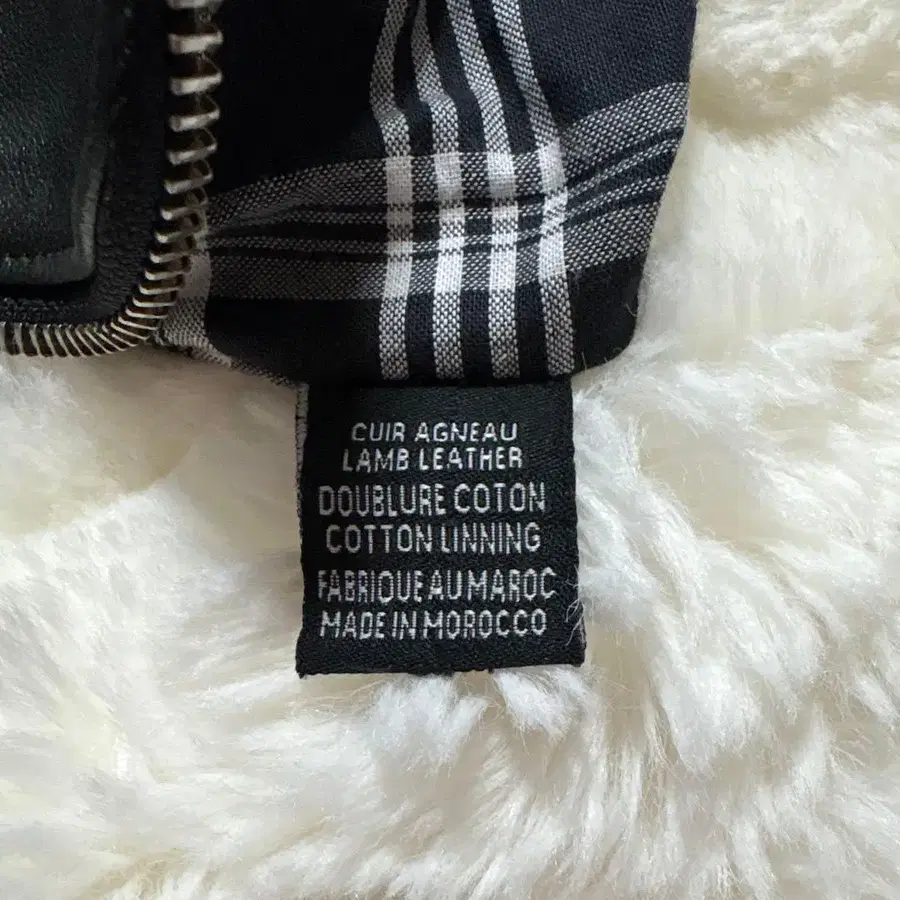 CUIR AGNEAU
LAMB LEATHER
DOUBLURE COTON
COTTON LINNING
FABRIQUE AU MAROC
MADE IN MOROCCO